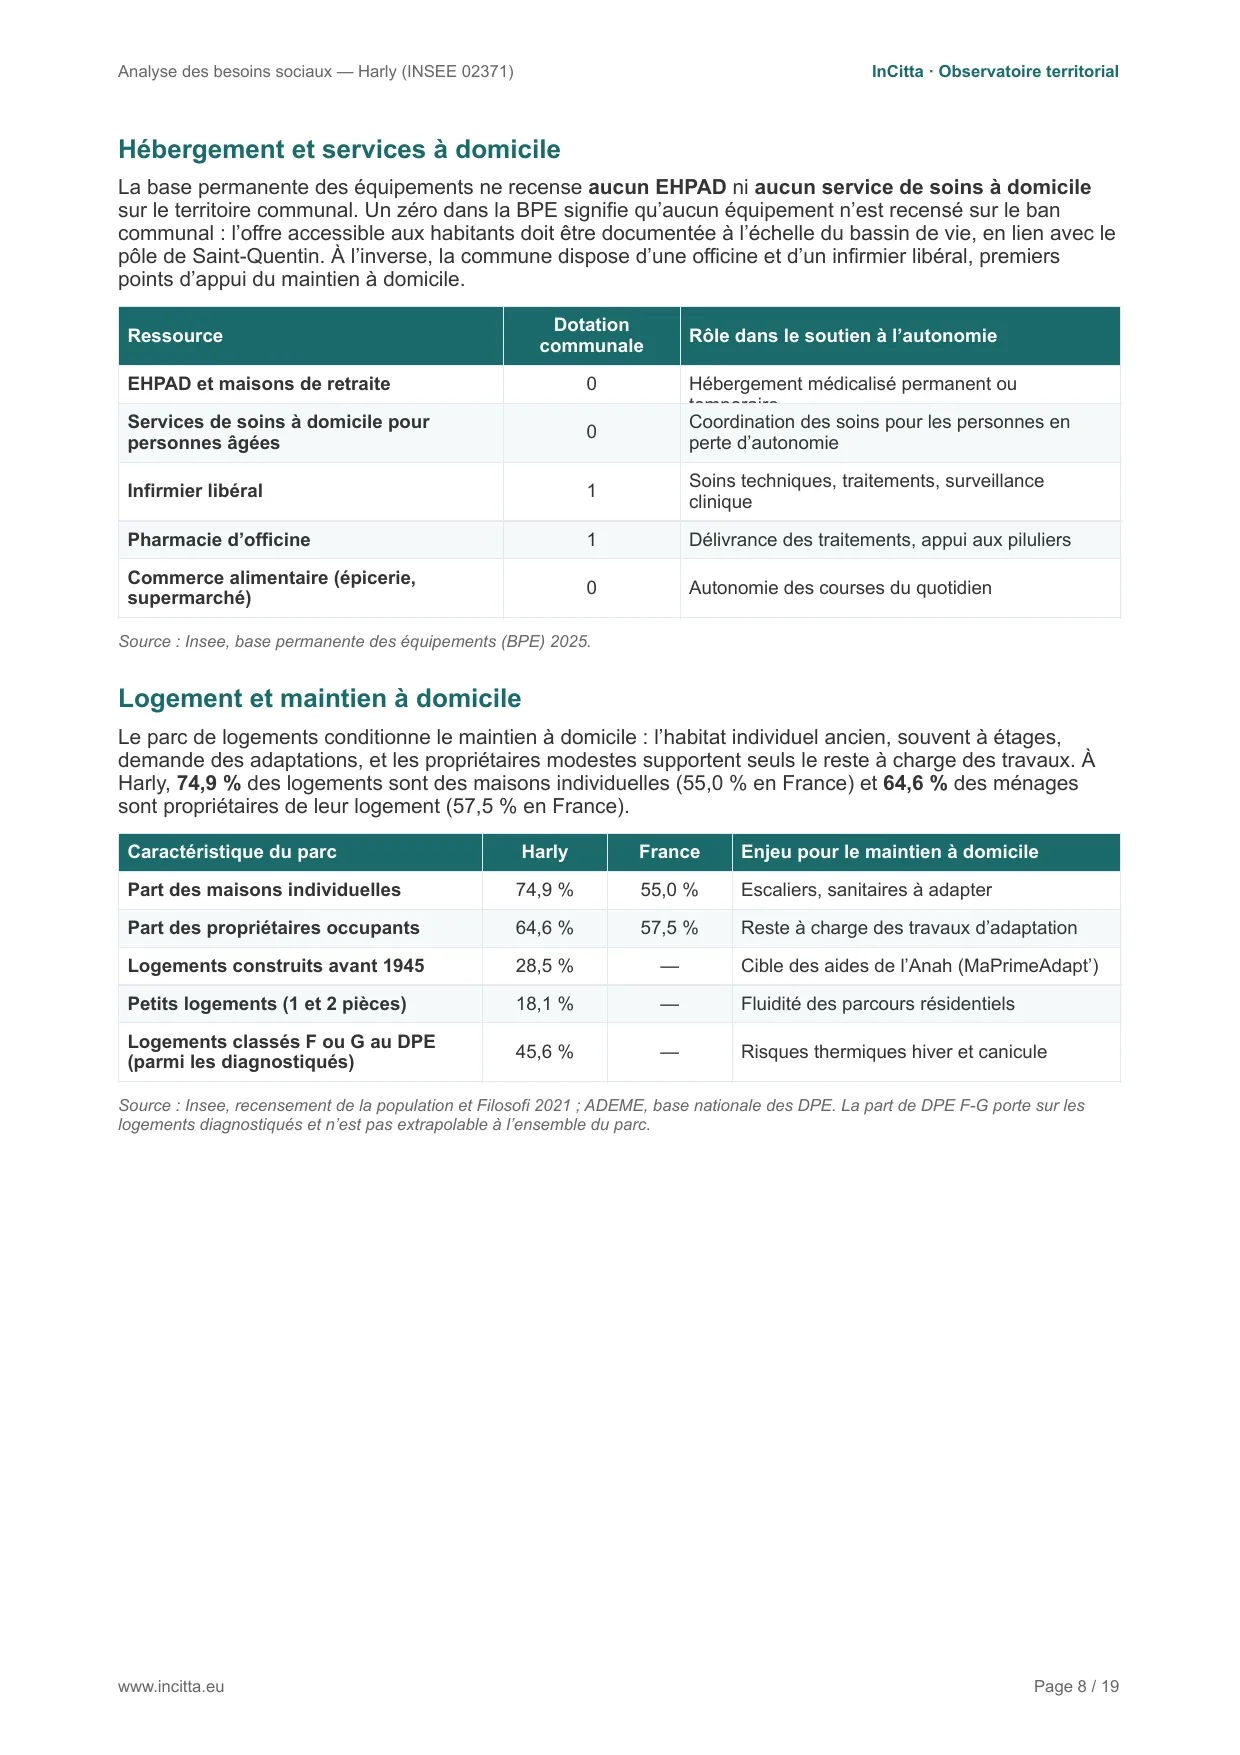 Analyse des besoins sociaux — Harly (INSEE 02371)
InCitta · Observatoire territorial
Hébergement et services à domicile
La base permanente des équipements ne recense aucun EHPAD ni aucun service de soins à domicile
sur le territoire communal. Un zéro dans la BPE signifie qu’aucun équipement n’est recensé sur le ban
communal : l’offre accessible aux habitants doit être documentée à l’échelle du bassin de vie, en lien avec le
pôle de Saint-Quentin. À l’inverse, la commune dispose d’une officine et d’un infirmier libéral, premiers
points d’appui du maintien à domicile.
Ressource
Dotation
communale
Rôle dans le soutien à l’autonomie
EHPAD et maisons de retraite
0
Hébergement médicalisé permanent ou
Services de soins à domicile pour
personnes âgées
0
Coordination des soins pour les personnes en
perte d’autonomie
Infirmier libéral
1
Soins techniques, traitements, surveillance
clinique
Pharmacie d’officine
1
Délivrance des traitements, appui aux piluliers
Commerce alimentaire (épicerie,
supermarché)
0
Autonomie des courses du quotidien
Source : Insee, base permanente des équipements (BPE) 2025.
Logement et maintien à domicile
Le parc de logements conditionne le maintien à domicile : l’habitat individuel ancien, souvent à étages,
demande des adaptations, et les propriétaires modestes supportent seuls le reste à charge des travaux. À
Harly, 74,9 % des logements sont des maisons individuelles (55,0 % en France) et 64,6 % des ménages
sont propriétaires de leur logement (57,5 % en France).
Caractéristique du parc
Harly
France
Enjeu pour le maintien à domicile
Part des maisons individuelles
74,9 %
55,0 %
Escaliers, sanitaires à adapter
Part des propriétaires occupants
64,6 %
57,5 %
Reste à charge des travaux d’adaptation
Logements construits avant 1945
28,5 %
—
Cible des aides de l’Anah (MaPrimeAdapt’)
Petits logements (1 et 2 pièces)
18,1 %
—
Fluidité des parcours résidentiels
Logements classés F ou G au DPE
(parmi les diagnostiqués)
45,6 %
—
Risques thermiques hiver et canicule
Source : Insee, recensement de la population et Filosofi 2021 ; ADEME, base nationale des DPE. La part de DPE F-G porte sur les
logements diagnostiqués et n’est pas extrapolable à l’ensemble du parc.
www.incitta.eu
Page 8 / 19